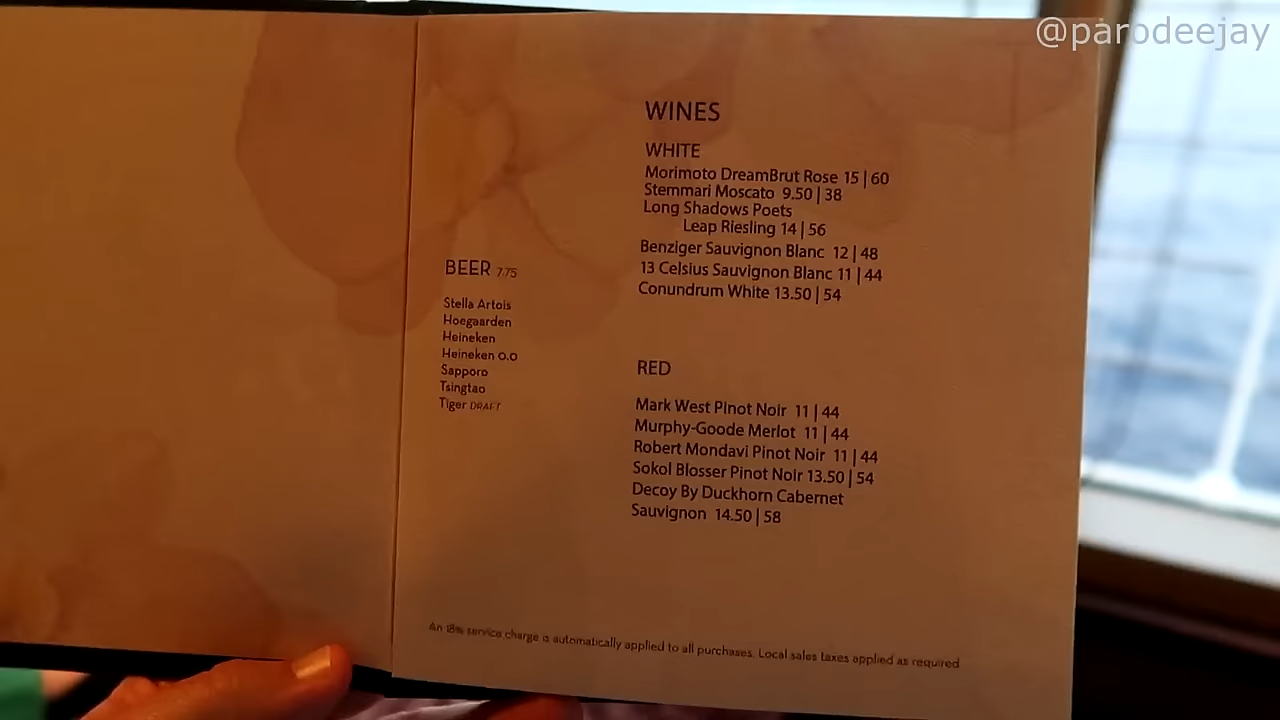 @parodeejay
BEER 7.75
Stella Artois
Hoegaarden
Heineken
Heineken 0.0
Sapporo
Tsingtao
Tiger DRAFT
WINES
WHITE
Morimoto DreamBrut Rose 15 | 60
Stemmari Moscato 9.50 | 38
Long Shadows Poets
Leap Riesling 14 | 56
Benziger Sauvignon Blanc 12 | 48
13 Celsius Sauvignon Blanc 11 | 44
Conundrum White 13.50 | 54
RED
Mark West Pinot Noir 11 | 44
Murphy-Goode Merlot 11 | 44
Robert Mondavi Pinot Noir 11 | 44
Sokol Blosser Pinot Noir 13.50 | 54
Decoy By Duckhorn Cabernet
Sauvignon 14.50 | 58
An 18% service charge is automatically applied to all purchases. Local sales taxes applied as required